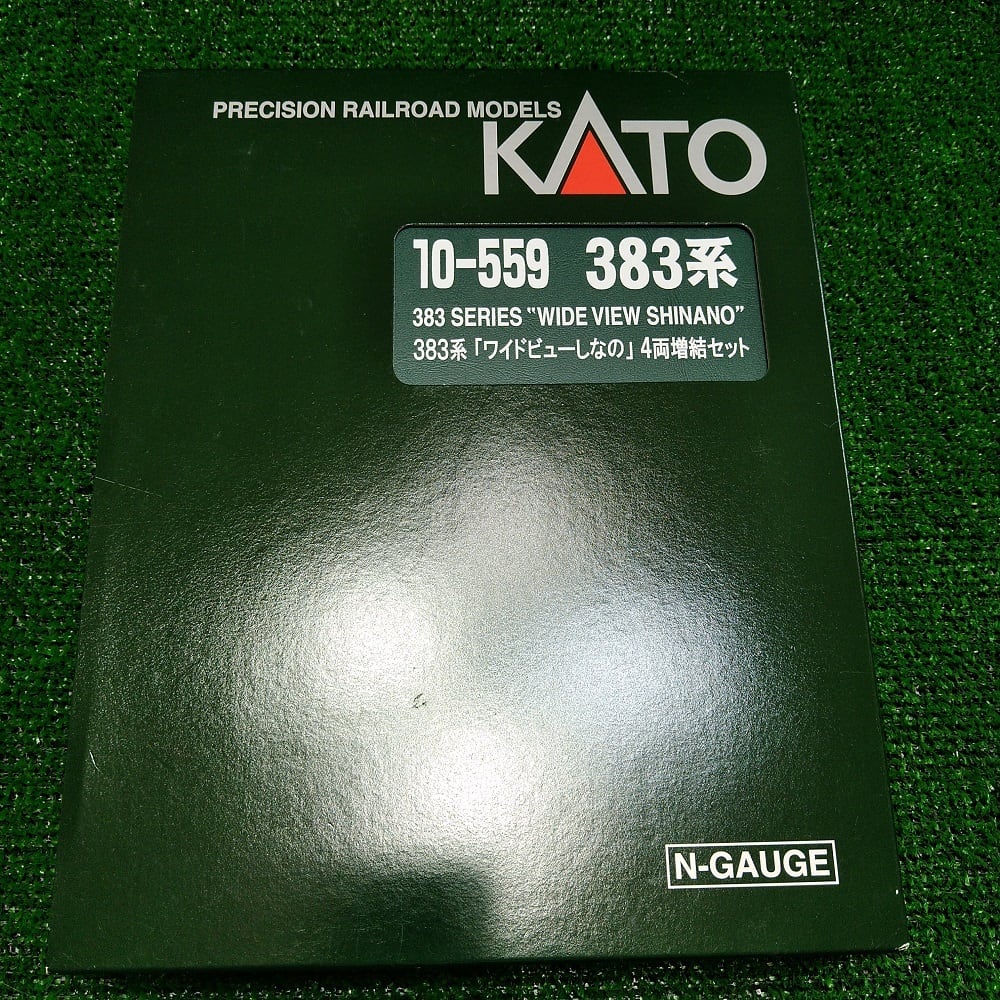 PRECISION RAILROAD MODELS
KATO
10-559 383系
383 SERIES "WIDE VIEW SHINANO"
383系「ワイドビューしなの」4両増結セット
N-GAUGE